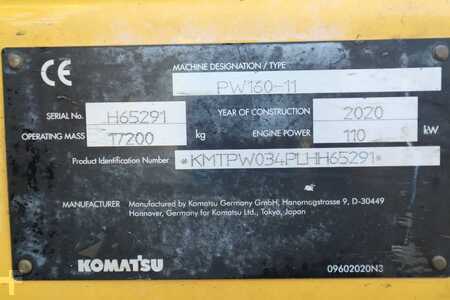 CE
MACHINE DESIGNATION / TYPE
PW160-11
SERIAL No. H65291 YEAR OF CONSTRUCTION 2020
OPERATING MASS 17200 kg ENGINE POWER 110 kW
Product Identification Number *KMTPW034PLHH65291*
MANUFACTURER Manufactured by Komatsu Germany GmbH, Hanomagstrasse 9, D-30449
Hannover, Germany for Komatsu Ltd., Tokyo, Japan
KOMATSU 09602020N3